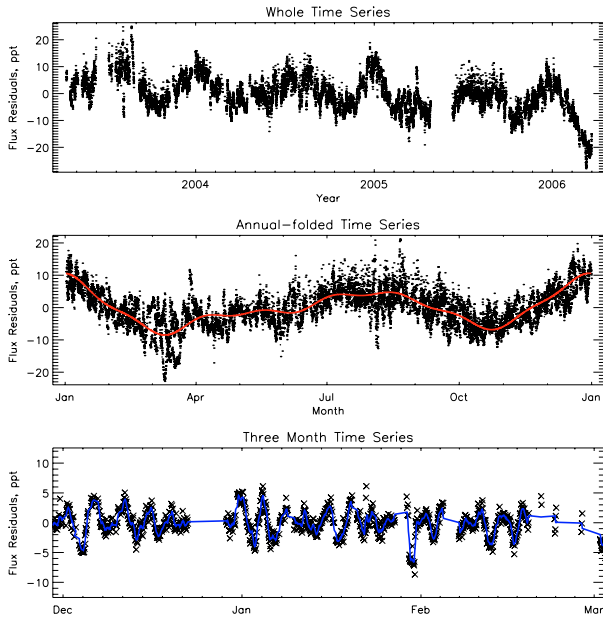 Whole Time Series
Flux Residuals, ppt
20
10
0
-10
-20
2004
2005
2006
Year
Annual-folded Time Series
Flux Residuals, ppt
20
10
0
-10
-20
Jan
Apr
Jul
Oct
Jan
Month
Three Month Time Series
Flux Residuals, ppt
10
5
0
-5
-10
Dec
Jan
Feb
Mar